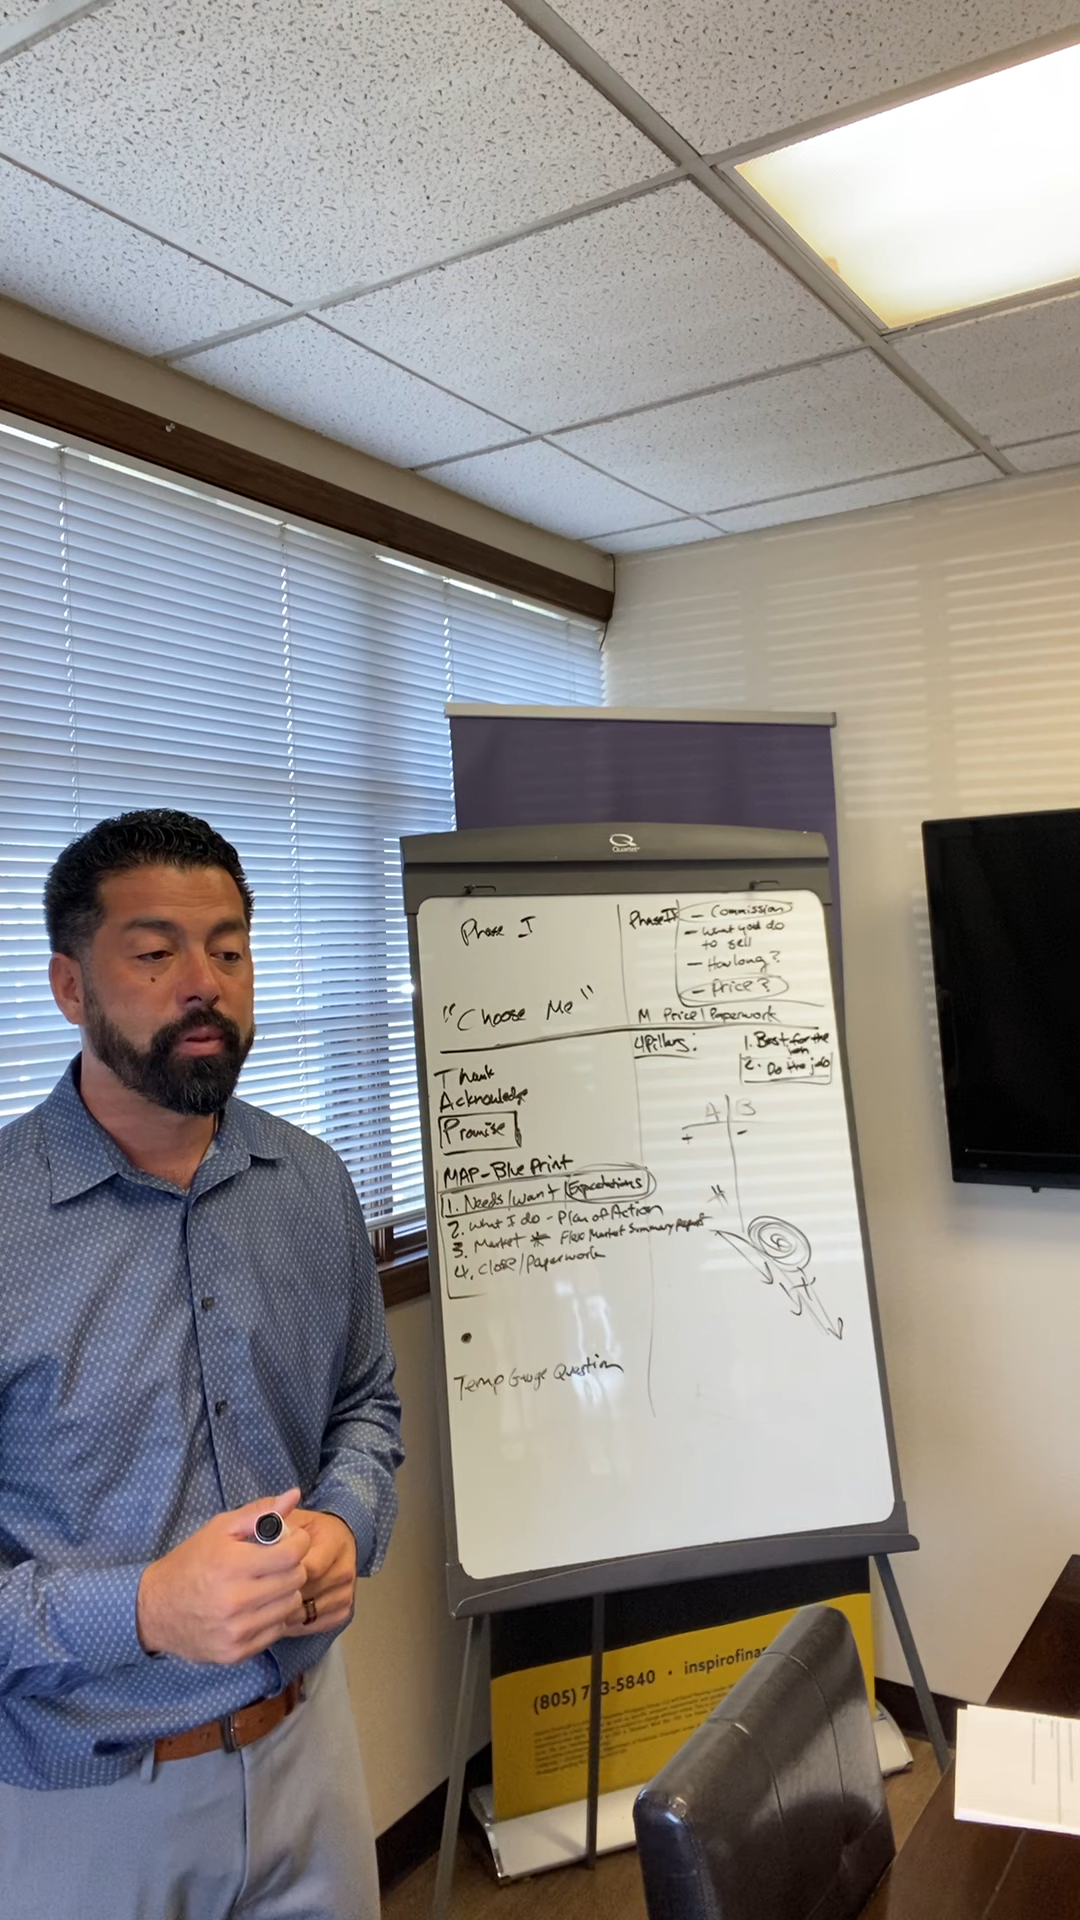 Quartet
Phase I
"Choose Me"
Phase II
- Commission
- What you do
to sell
- How long?
- Price?
M Price | Paperwork
4 Pillars:
1. Best for the
2. Do the job
A B
+ -
Thank
Acknowledge
Promise
MAP-Blue Print
1. Needs/want/Expectations
2. What I do - Plan of Action
3. Market * Flex Market Summary Report
4. Close/Paperwork
Temp Gauge Question
(805) 7 3-5840 • inspirofina